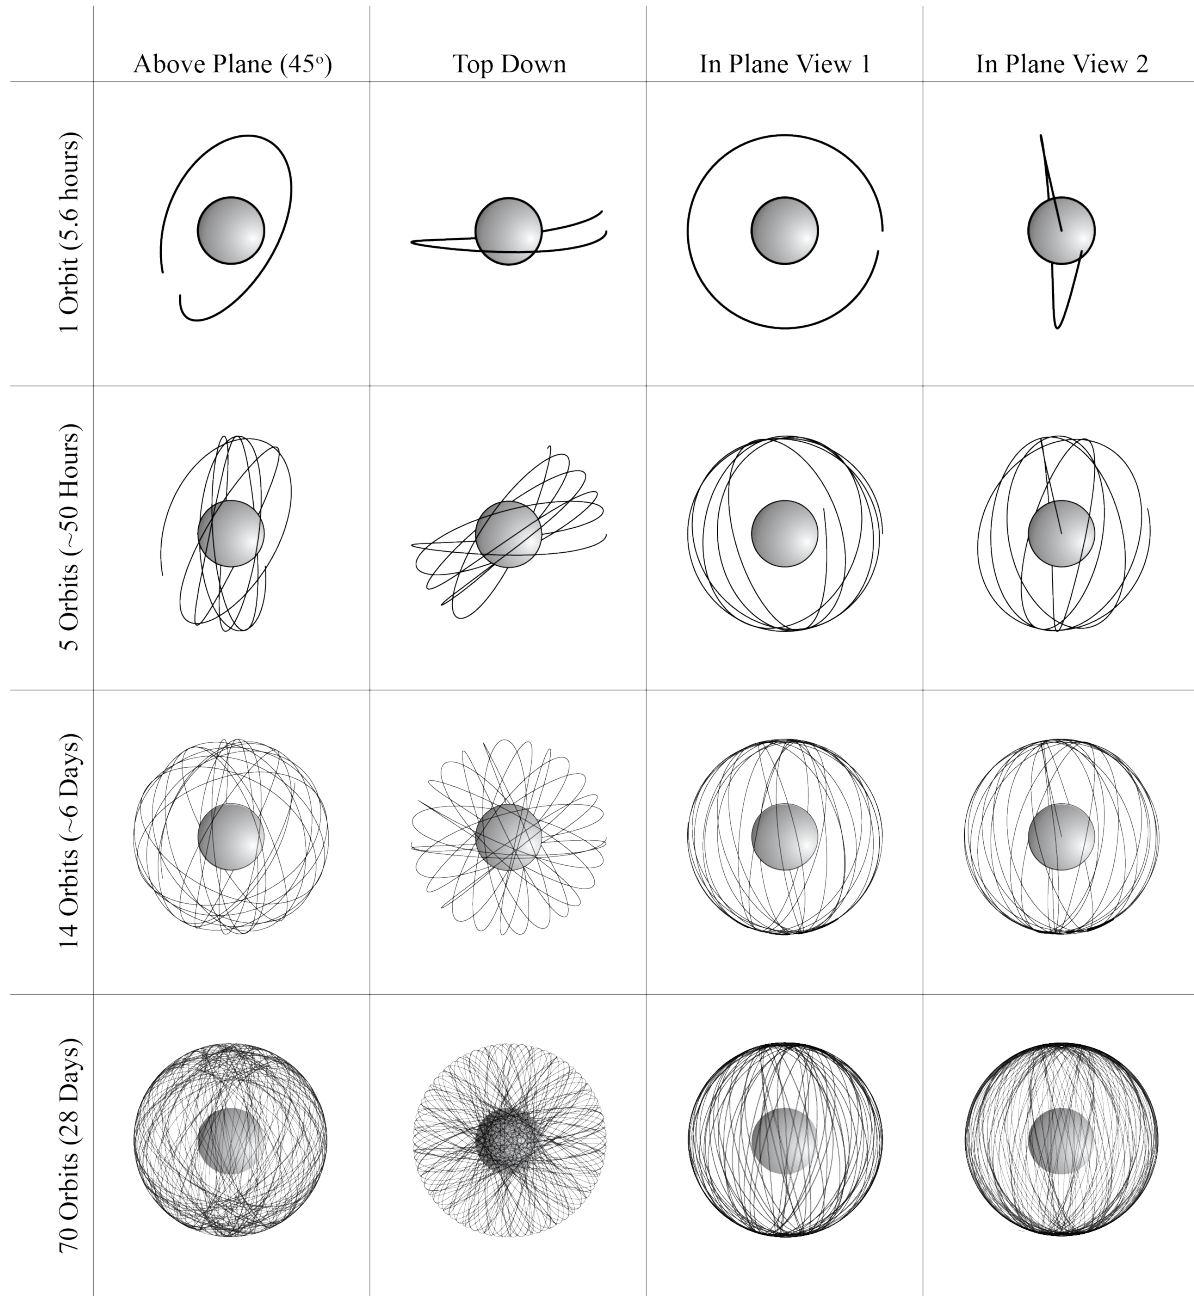 Above Plane (45º)
Top Down
In Plane View 1
In Plane View 2
1 Orbit (5.6 hours)
5 Orbits (~50 Hours)
14 Orbits (~6 Days)
70 Orbits (28 Days)